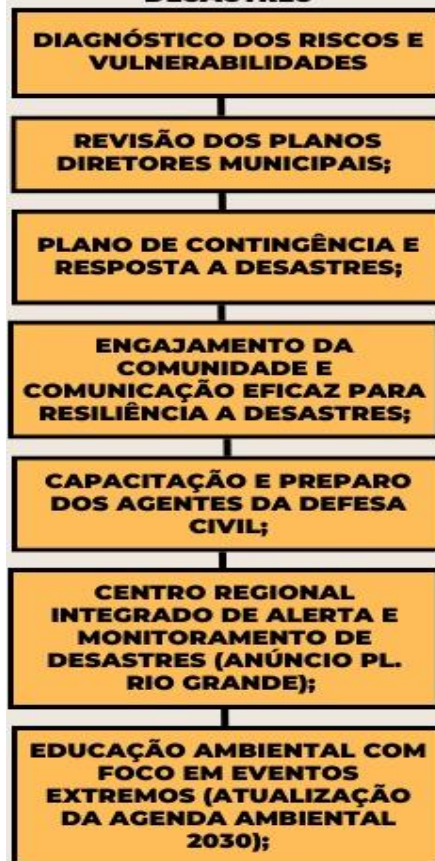 DESASTRES
DIAGNÓSTICO DOS RISCOS E
VULNERABILIDADES
REVISÃO DOS PLANOS
DIRETORES MUNICIPAIS;
PLANO DE CONTINGÊNCIA E
RESPOSTA A DESASTRES;
ENGAJAMENTO DA
COMUNIDADE E
COMUNICAÇÃO EFICAZ PARA
RESILIÊNCIA A DESASTRES;
CAPACITAÇÃO E PREPARO
DOS AGENTES DA DEFESA
CIVIL;
CENTRO REGIONAL
INTEGRADO DE ALERTA E
MONITORAMENTO DE
DESASTRES (ANÚNCIO PL.
RIO GRANDE);
EDUCAÇÃO AMBIENTAL COM
FOCO EM EVENTOS
EXTREMOS (ATUALIZAÇÃO
DA AGENDA AMBIENTAL
2030);